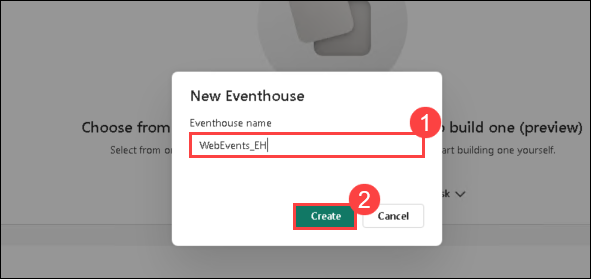 New Eventhouse
Eventhouse name
1
WebEvents_EH
Choose from
o build one (preview)
Select from or
art building one yourself.
sk
2
Create
Cancel